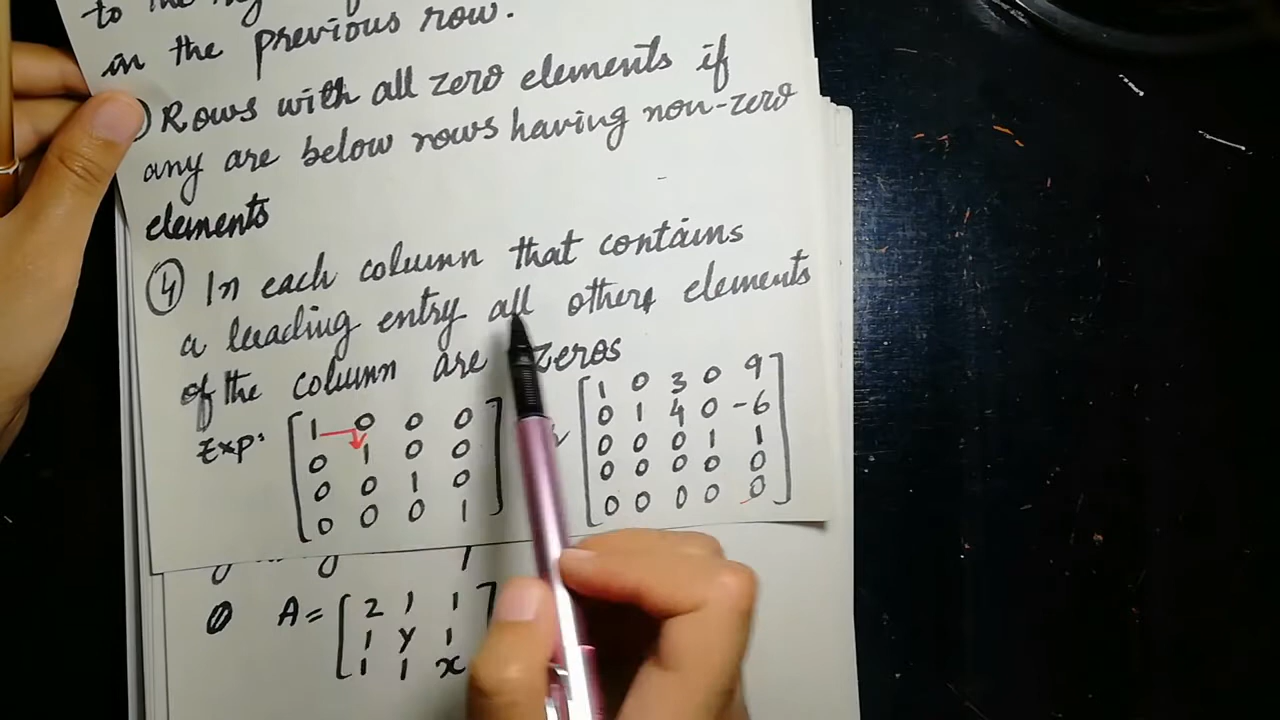 to the
in the previous row.
) Rows with all zero elements if
any are below rows having non-zero
elements
④ In each column that contains
a leading entry all other elements
of the column are zeros
Exp: [1 0 0 0 [1 0 3 0 9
0 1 0 0 0 1 4 0 -6
0 0 1 0 0 0 0 1 1
0 0 0 1] 0 0 0 0 0
0 0 0 0 0]
A = [2 1 1
1 y 1
1 1 x